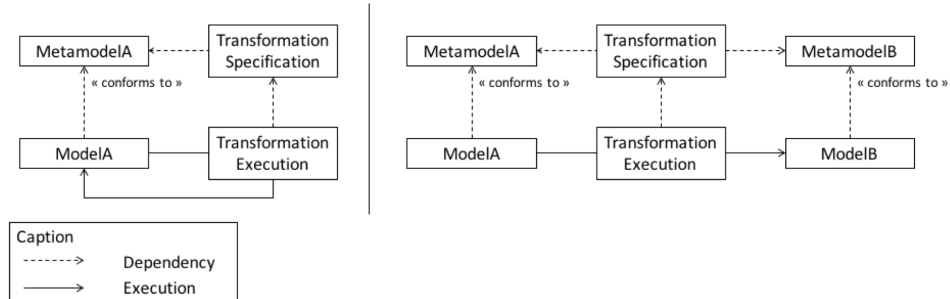 MetamodelA
Transformation
Specification
« conforms to »
ModelA
Transformation
Execution
MetamodelA
Transformation
Specification
MetamodelB
« conforms to »
« conforms to »
ModelA
Transformation
Execution
ModelB
Caption
Dependency
Execution